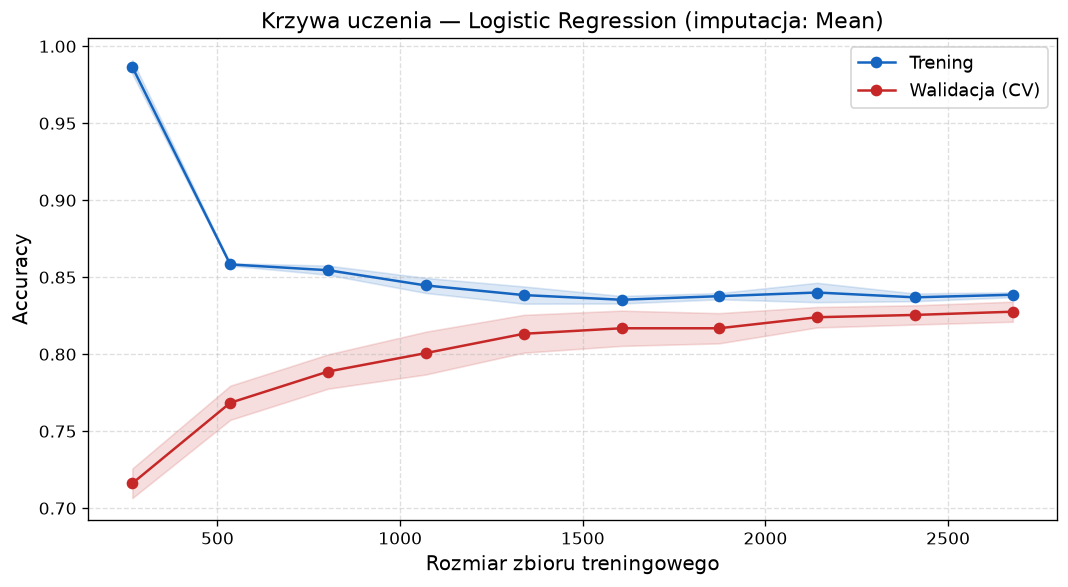 Krzywa uczenia — Logistic Regression (imputacja: Mean)
Trening
Walidacja (CV)
Accuracy
1.00
0.95
0.90
0.85
0.80
0.75
0.70
500
1000
1500
2000
2500
Rozmiar zbioru treningowego